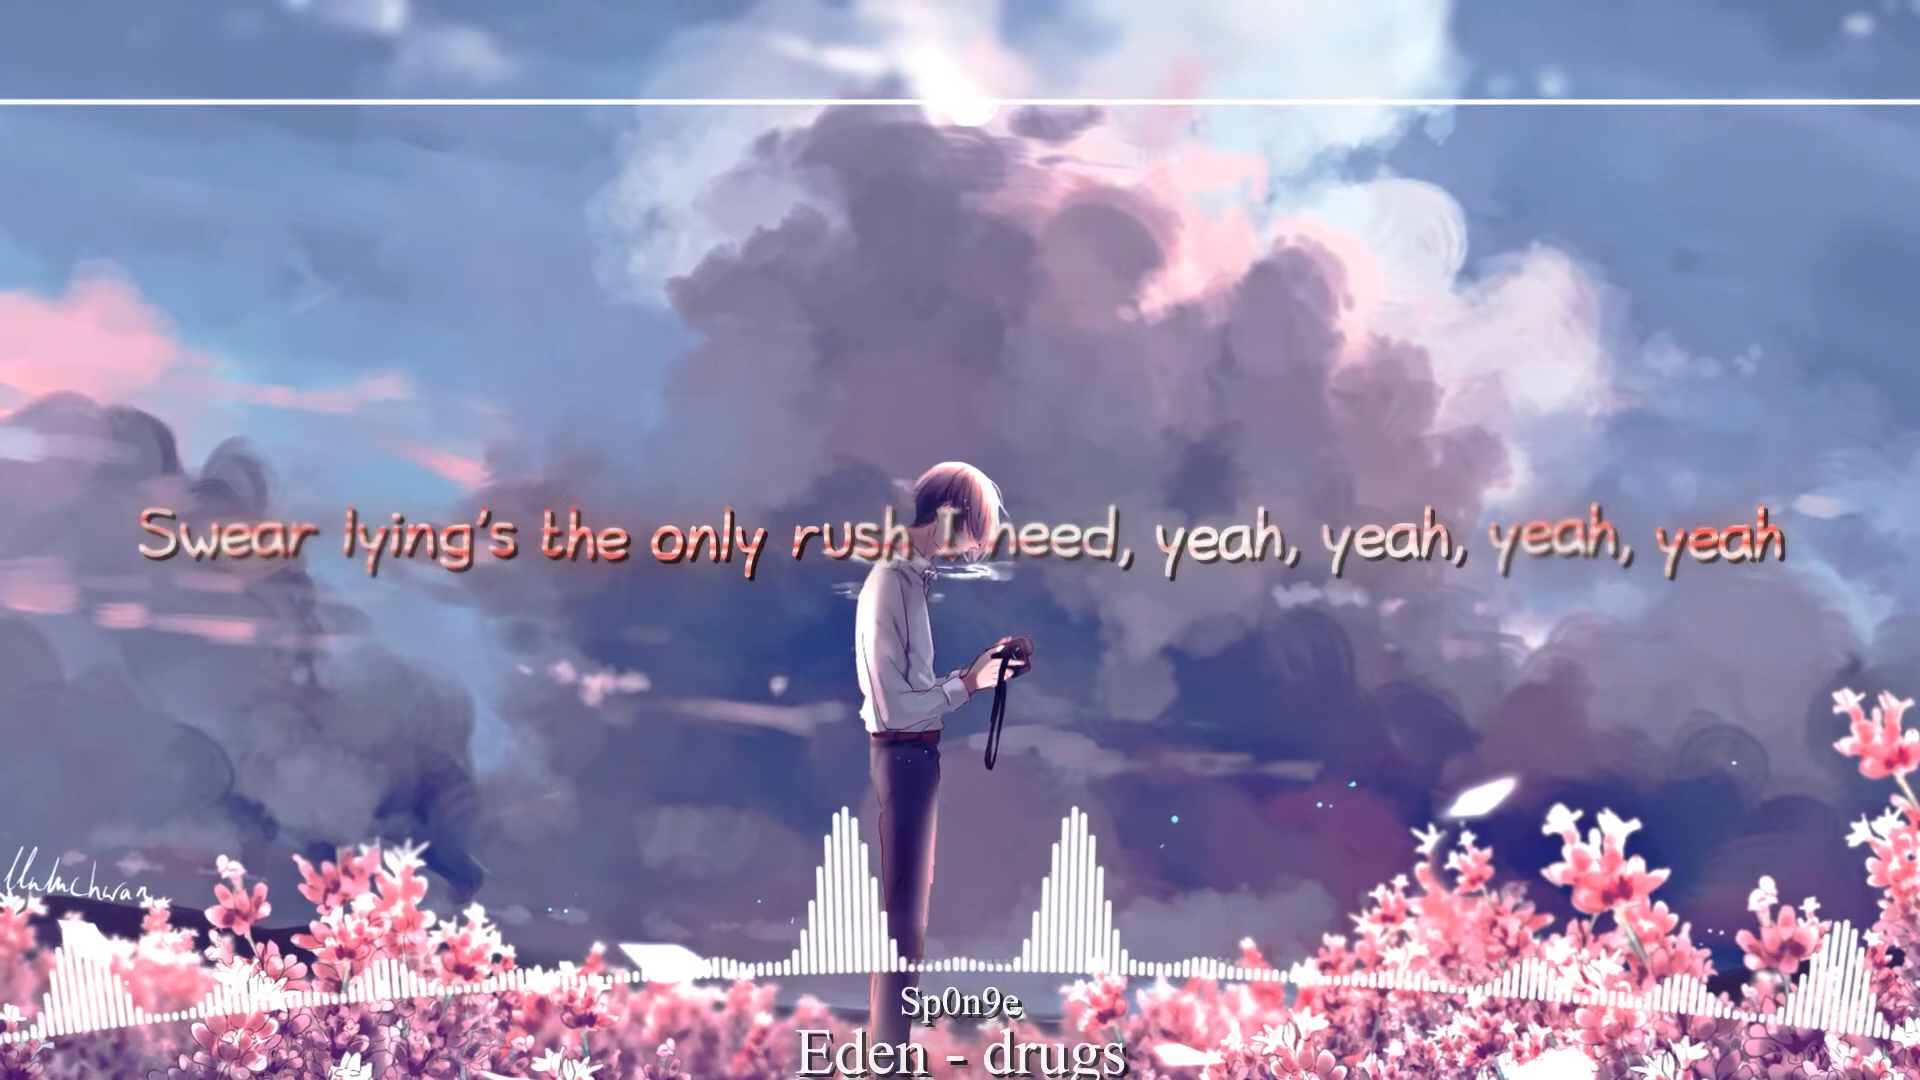 Swear lying's the only rush I need, yeah, yeah, yeah, yeah
Sp0n9e
Eden - drugs